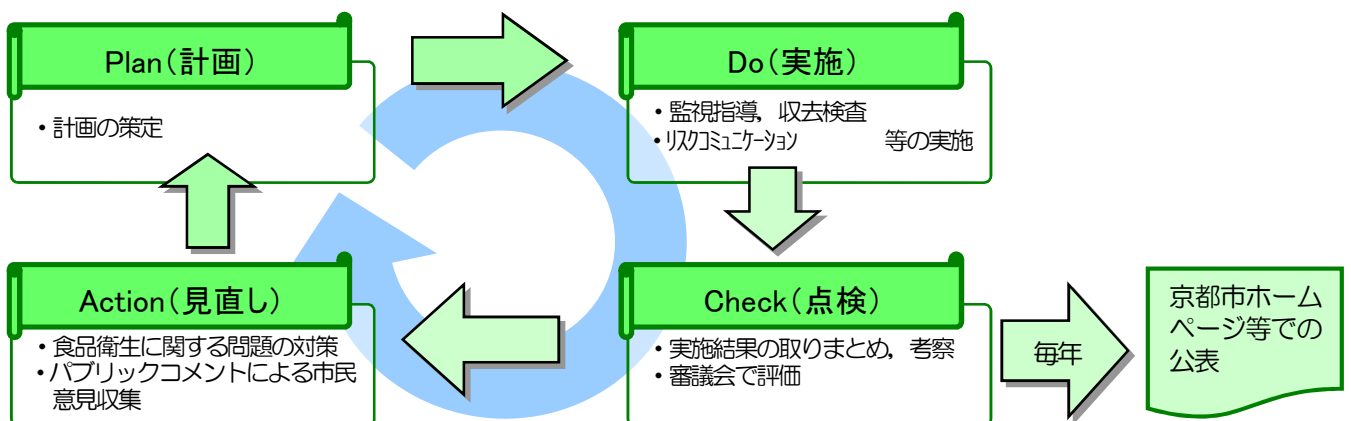 Plan(計画)
・計画の策定
Do(実施)
・監視指導,収去検査
・ﾘｽｸｺﾐｭﾆｹｰｼｮﾝ 等の実施
Action(見直し)
・食品衛生に関する問題の対策
・パブリックコメントによる市民
意見収集
Check(点検)
・実施結果の取りまとめ,考察
・審議会で評価
毎年
京都市ホーム
ページ等での
公表